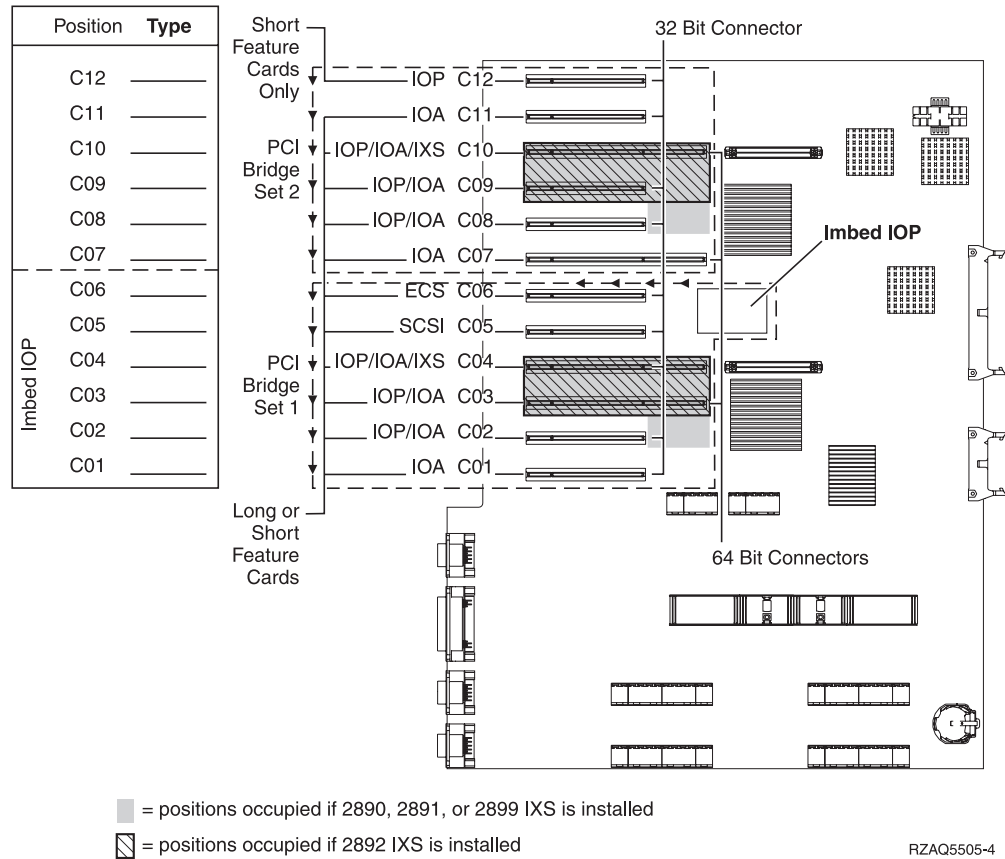 Position Type
C12
C11
C10
C09
C08
C07
C06
C05
C04
C03
C02
C01
Imbed IOP
Short
Feature
Cards
Only
32 Bit Connector
IOP C12
IOA C11
PCI
Bridge
Set 2
IOP/IOA/IXS C10
IOP/IOA C09
IOP/IOA C08
IOA C07
Imbed IOP
ECS C06
SCSI C05
PCI
Bridge
Set 1
IOP/IOA/IXS C04
IOP/IOA C03
IOP/IOA C02
IOA C01
Long or
Short
Feature
Cards
64 Bit Connectors
= positions occupied if 2890, 2891, or 2899 IXS is installed
= positions occupied if 2892 IXS is installed
RZAQ5505-4